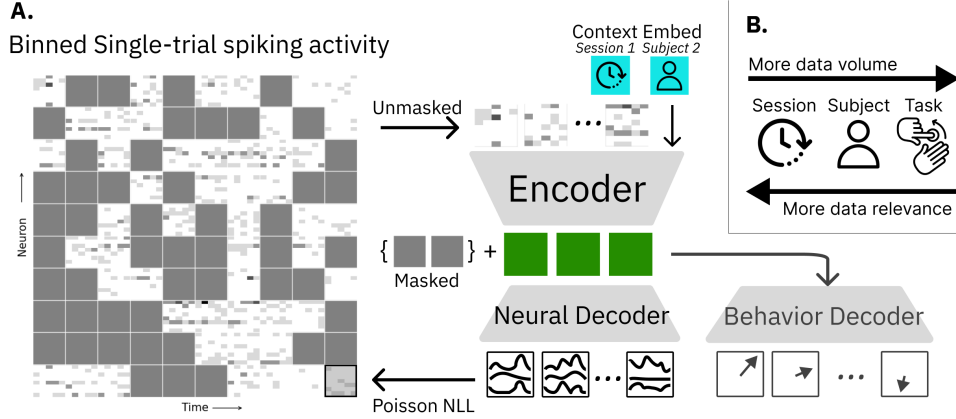 A.
Binned Single-trial spiking activity
Context Embed
Session 1 Subject 2
Unmasked
...
Encoder
Neuron
{ } +
Masked
Neural Decoder
Behavior Decoder
...
...
Time
Poisson NLL
B.
More data volume
Session Subject Task
More data relevance